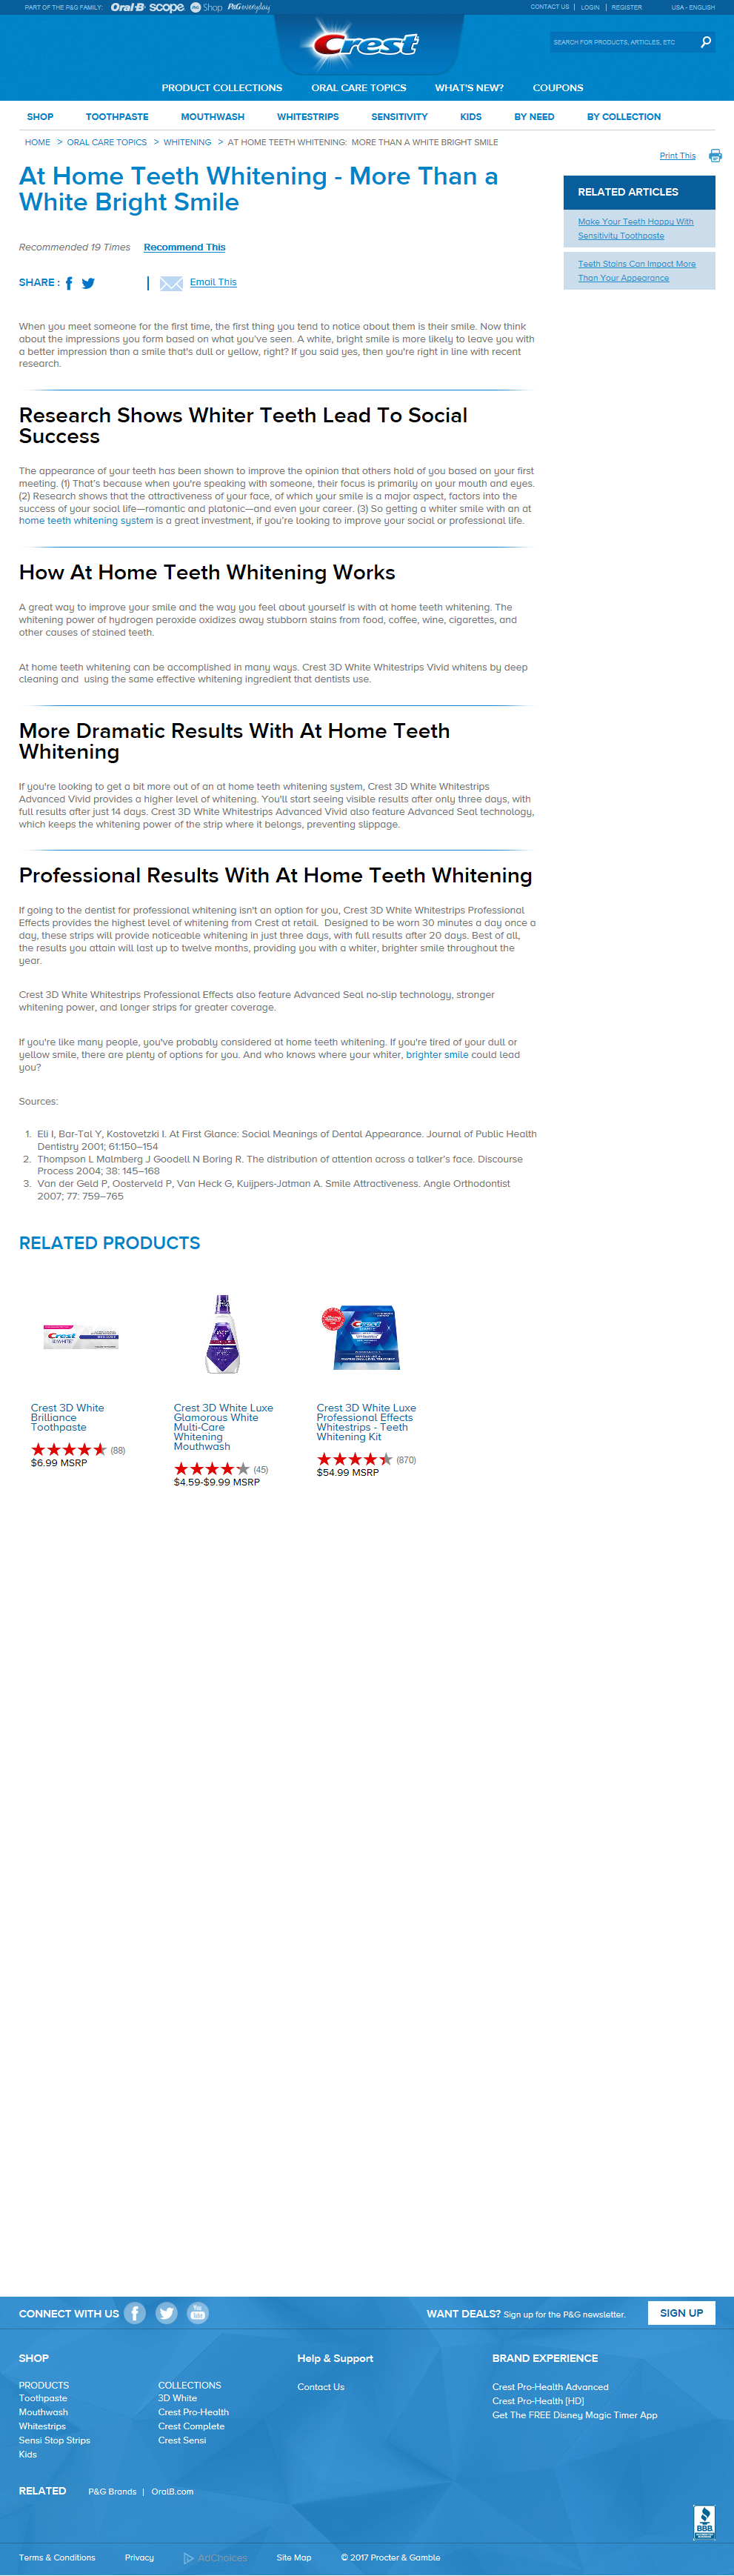 PART OF THE P&G FAMILY: Oral-B scope Shop P&G everyday CONTACT US | LOGIN | REGISTER USA - ENGLISH
Crest
SEARCH FOR PRODUCTS, ARTICLES, ETC
PRODUCT COLLECTIONS ORAL CARE TOPICS WHAT'S NEW? COUPONS
SHOP TOOTHPASTE MOUTHWASH WHITESTRIPS SENSITIVITY KIDS BY NEED BY COLLECTION
HOME > ORAL CARE TOPICS > WHITENING > AT HOME TEETH WHITENING: MORE THAN A WHITE BRIGHT SMILE
Print This
At Home Teeth Whitening - More Than a
White Bright Smile
Recommended 19 Times Recommend This
SHARE : | Email This
RELATED ARTICLES
Make Your Teeth Happy With
Sensitivity Toothpaste
Teeth Stains Can Impact More
Than Your Appearance
When you meet someone for the first time, the first thing you tend to notice about them is their smile. Now think
about the impressions you form based on what you've seen. A white, bright smile is more likely to leave you with
a better impression than a smile that's dull or yellow, right? If you said yes, then you're right in line with recent
research.
Research Shows Whiter Teeth Lead To Social
Success
The appearance of your teeth has been shown to improve the opinion that others hold of you based on your first
meeting. (1) That's because when you're speaking with someone, their focus is primarily on your mouth and eyes.
(2) Research shows that the attractiveness of your face, of which your smile is a major aspect, factors into the
success of your social life—romantic and platonic—and even your career. (3) So getting a whiter smile with an at
home teeth whitening system is a great investment, if you're looking to improve your social or professional life.
How At Home Teeth Whitening Works
A great way to improve your smile and the way you feel about yourself is with at home teeth whitening. The
whitening power of hydrogen peroxide oxidizes away stubborn stains from food, coffee, wine, cigarettes, and
other causes of stained teeth.
At home teeth whitening can be accomplished in many ways. Crest 3D White Whitestrips Vivid whitens by deep
cleaning and using the same effective whitening ingredient that dentists use.
More Dramatic Results With At Home Teeth
Whitening
If you're looking to get a bit more out of an at home teeth whitening system, Crest 3D White Whitestrips
Advanced Vivid provides a higher level of whitening. You'll start seeing visible results after only three days, with
full results after just 14 days. Crest 3D White Whitestrips Advanced Vivid also feature Advanced Seal technology,
which keeps the whitening power of the strip where it belongs, preventing slippage.
Professional Results With At Home Teeth Whitening
If going to the dentist for professional whitening isn't an option for you, Crest 3D White Whitestrips Professional
Effects provides the highest level of whitening from Crest at retail. Designed to be worn 30 minutes a day once a
day, these strips will provide noticeable whitening in just three days, with full results after 20 days. Best of all,
the results you attain will last up to twelve months, providing you with a whiter, brighter smile throughout the
year.
Crest 3D White Whitestrips Professional Effects also feature Advanced Seal no-slip technology, stronger
whitening power, and longer strips for greater coverage.
If you're like many people, you've probably considered at home teeth whitening. If you're tired of your dull or
yellow smile, there are plenty of options for you. And who knows where your whiter, brighter smile could lead
you?
Sources:
1. Eli I, Bar-Tal Y, Kostovetzki I. At First Glance: Social Meanings of Dental Appearance. Journal of Public Health
Dentistry 2001; 61:150–154
2. Thompson L Malmberg J Goodell N Boring R. The distribution of attention across a talker's face. Discourse
Process 2004; 38: 145–168
3. Van der Geld P, Oosterveld P, Van Heck G, Kuijpers-Jatman A. Smile Attractiveness. Angle Orthodontist
2007; 77: 759–765
RELATED PRODUCTS
Crest 3D White
Brilliance
Toothpaste
(88)
$6.99 MSRP
Crest 3D White Luxe
Glamorous White
Multi-Care
Whitening
Mouthwash
(45)
$4.59-$9.99 MSRP
Crest 3D White Luxe
Professional Effects
Whitestrips - Teeth
Whitening Kit
(870)
$54.99 MSRP
CONNECT WITH US WANT DEALS? Sign up for the P&G newsletter. SIGN UP
SHOP
PRODUCTS
Toothpaste
Mouthwash
Whitestrips
Sensi Stop Strips
Kids
COLLECTIONS
3D White
Crest Pro-Health
Crest Complete
Crest Sensi
Help & Support
Contact Us
BRAND EXPERIENCE
Crest Pro-Health Advanced
Crest Pro-Health [HD]
Get The FREE Disney Magic Timer App
RELATED P&G Brands | OralB.com
BBB
Terms & Conditions Privacy AdChoices Site Map © 2017 Procter & Gamble